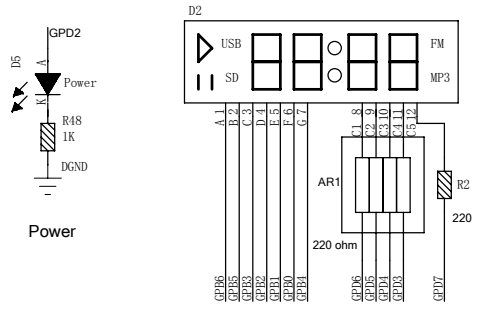 D2
GPD2
D5
A
Power
K
R48
1K
DGND
Power
USB
FM
SD
MP3
A 1
B 2
C 3
D 4
E 5
F 6
G 7
C1 8
C2 9
C3 10
C4 11
C5 12
AR1
R2
220
220 ohm
GPB6
GPB5
GPB3
GPB2
GPB1
GPB0
GPB4
GPD6
GPD5
GPD4
GPD3
GPD7